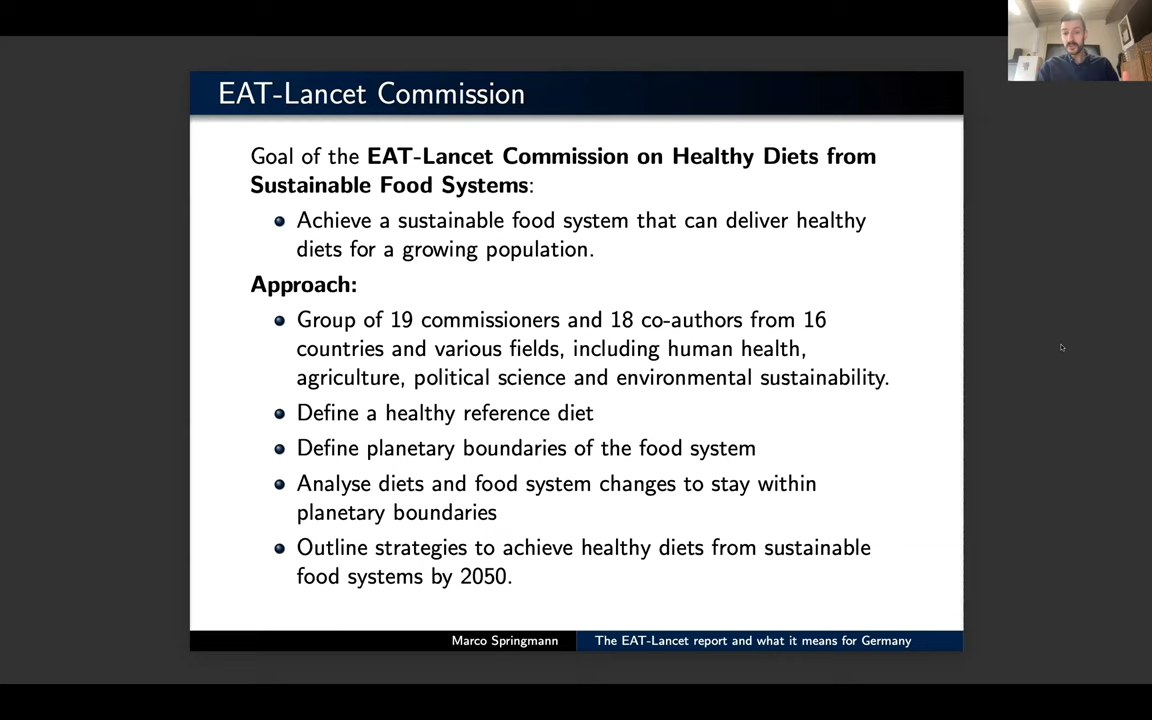 EAT-Lancet Commission
Goal of the EAT-Lancet Commission on Healthy Diets from
Sustainable Food Systems:
Achieve a sustainable food system that can deliver healthy
diets for a growing population.
Approach:
Group of 19 commissioners and 18 co-authors from 16
countries and various fields, including human health,
agriculture, political science and environmental sustainability.
Define a healthy reference diet
Define planetary boundaries of the food system
Analyse diets and food system changes to stay within
planetary boundaries
Outline strategies to achieve healthy diets from sustainable
food systems by 2050.
Marco Springmann
The EAT-Lancet report and what it means for Germany